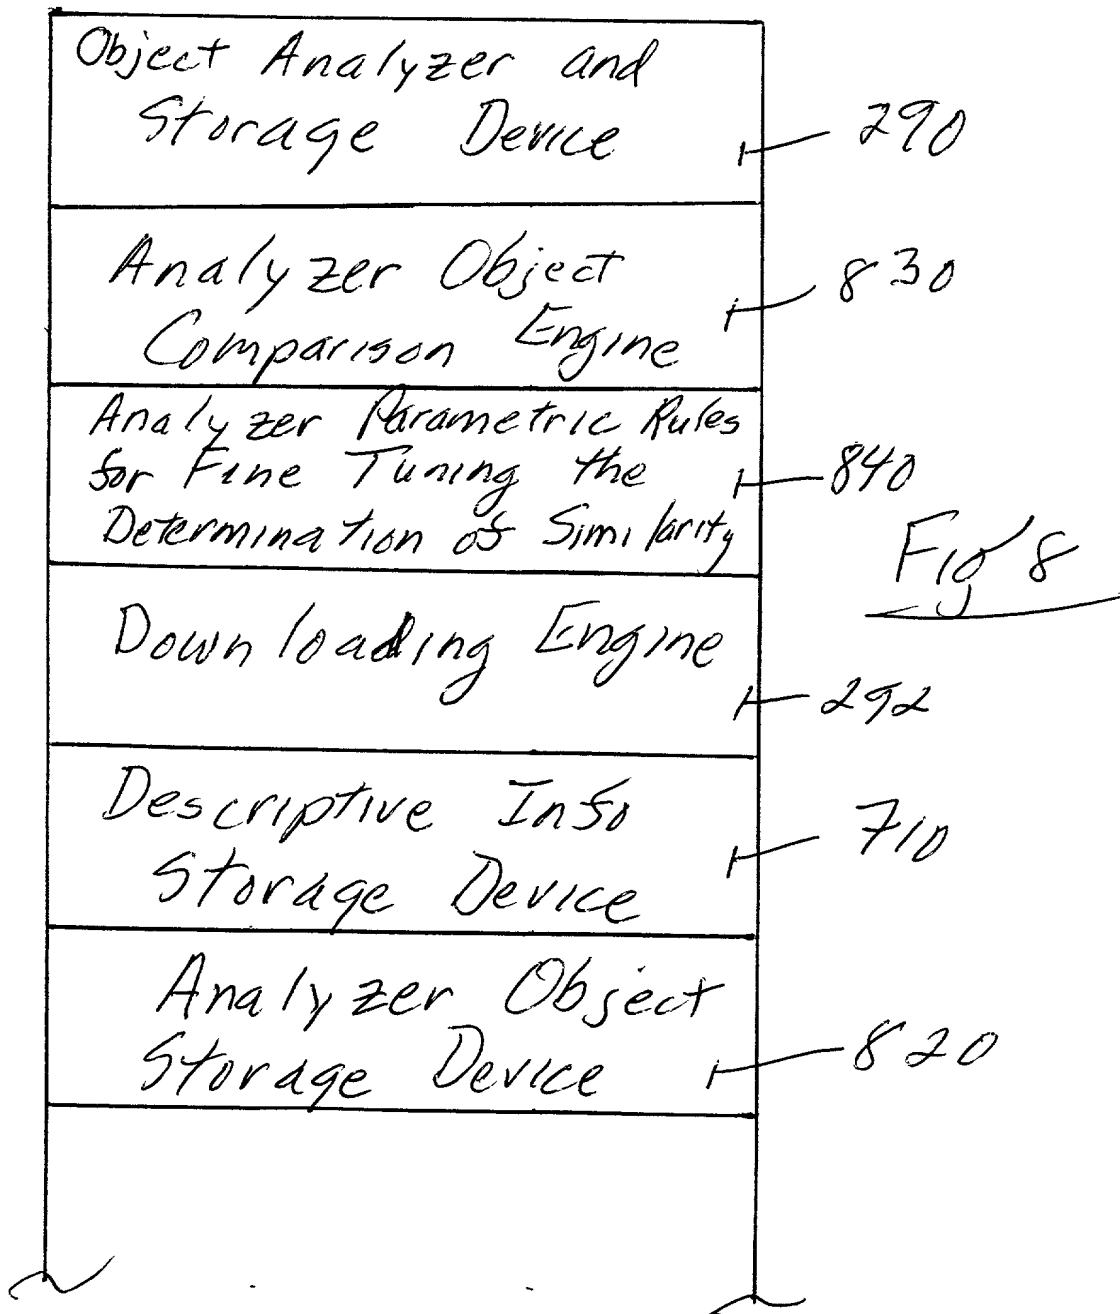 Object Analyzer and
Storage Device
290
Analyzer Object
Comparison Engine
830
Analyzer Parametric Rules
for Fine Tuning the
Determination of Similarity
840
Fig 8
Downloading Engine
292
Descriptive Info
Storage Device
710
Analyzer Object
Storage Device
820